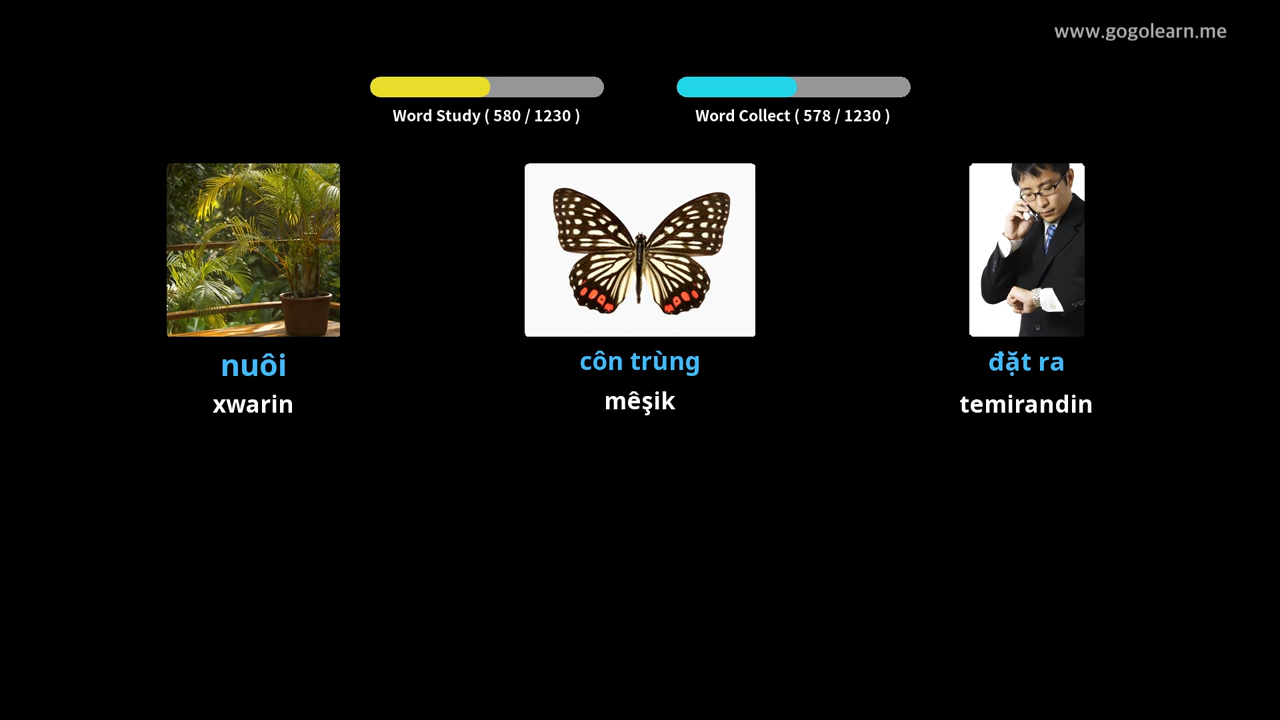 www.gogolearn.me
Word Study ( 580 / 1230 )
Word Collect ( 578 / 1230 )
nuôi
xwarin
côn trùng
mêşik
đặt ra
temirandin